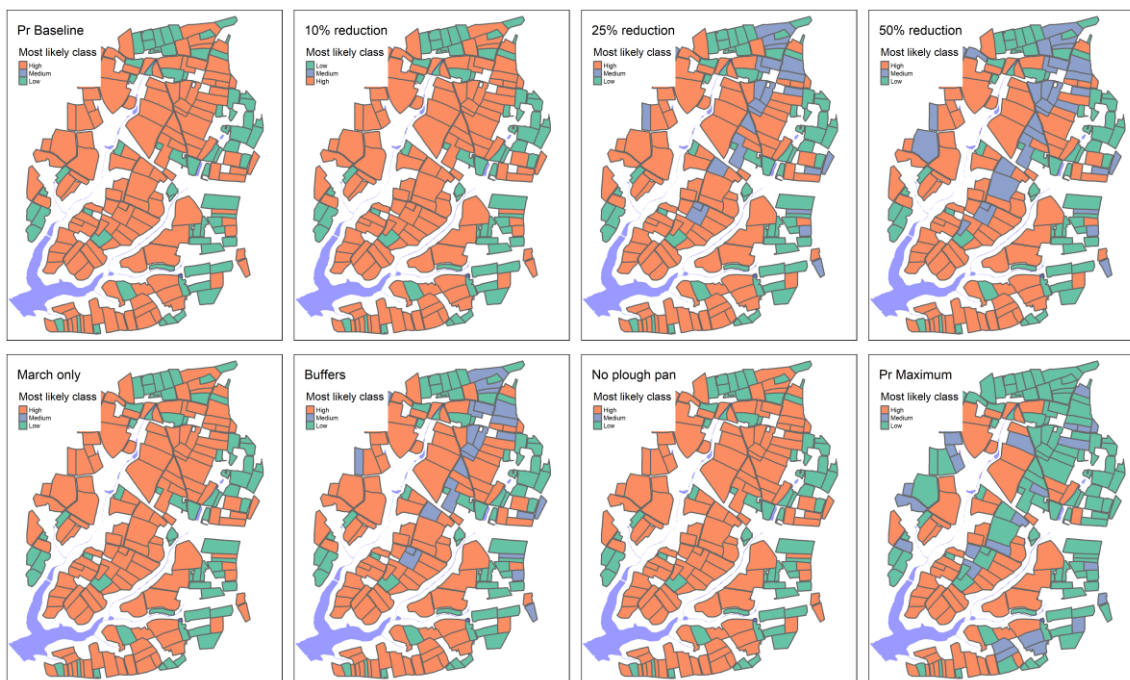 Pr Baseline
Most likely class
High
Medium
Low
10% reduction
Most likely class
Low
Medium
High
25% reduction
Most likely class
High
Medium
Low
50% reduction
Most likely class
High
Medium
Low
March only
Most likely class
High
Medium
Low
Buffers
Most likely class
High
Medium
Low
No plough pan
Most likely class
High
Medium
Low
Pr Maximum
Most likely class
High
Medium
Low